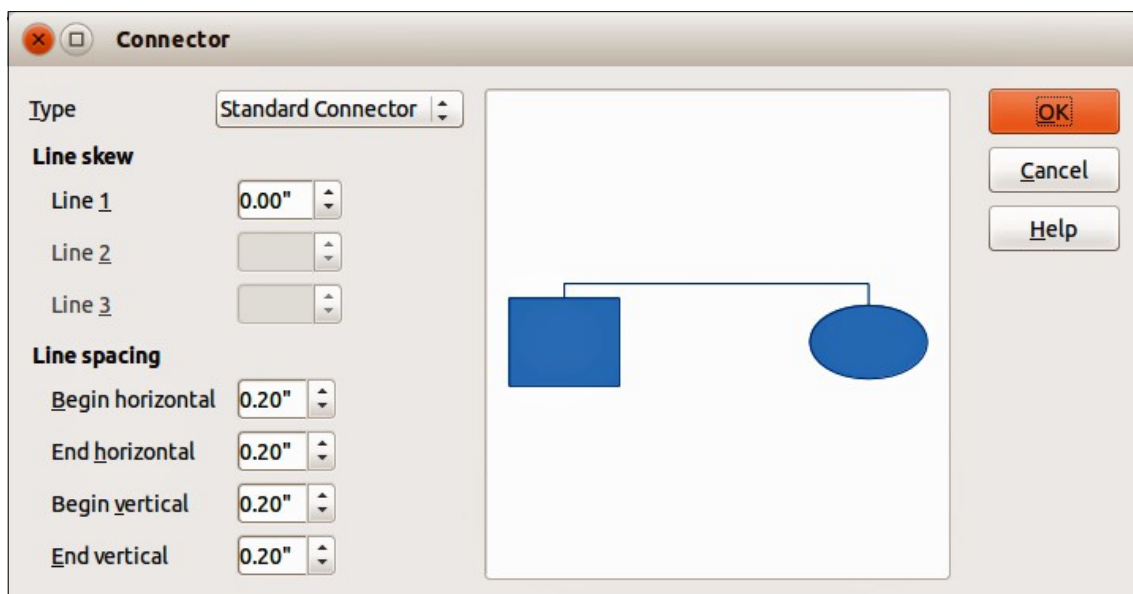 Connector
Type Standard Connector
Line skew
Line 1 0.00"
Line 2
Line 3
Line spacing
Begin horizontal 0.20"
End horizontal 0.20"
Begin vertical 0.20"
End vertical 0.20"
OK
Cancel
Help